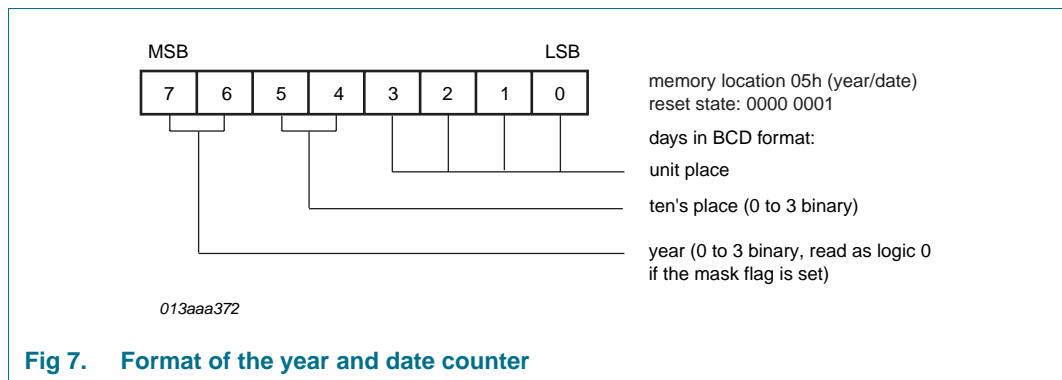 MSB LSB
7 6 5 4 3 2 1 0
memory location 05h (year/date)
reset state: 0000 0001
days in BCD format:
unit place
ten's place (0 to 3 binary)
year (0 to 3 binary, read as logic 0
if the mask flag is set)
013aaa372
Fig 7. Format of the year and date counter